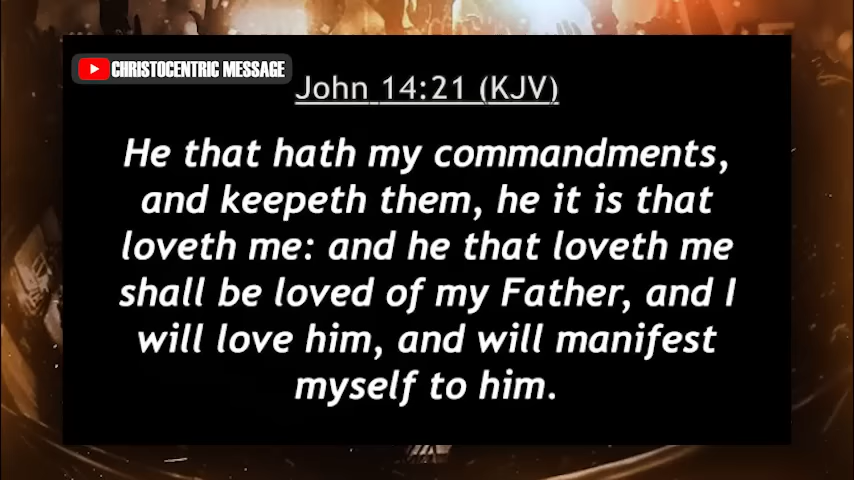 CHRISTOCENTRIC MESSAGE
John 14:21 (KJV)
He that hath my commandments,
and keepeth them, he it is that
loveth me: and he that loveth me
shall be loved of my Father, and I
will love him, and will manifest
myself to him.